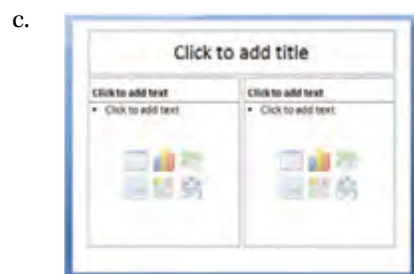 c.
Click to add title
Click to add text
Click to add text
• Click to add text
• Click to add text